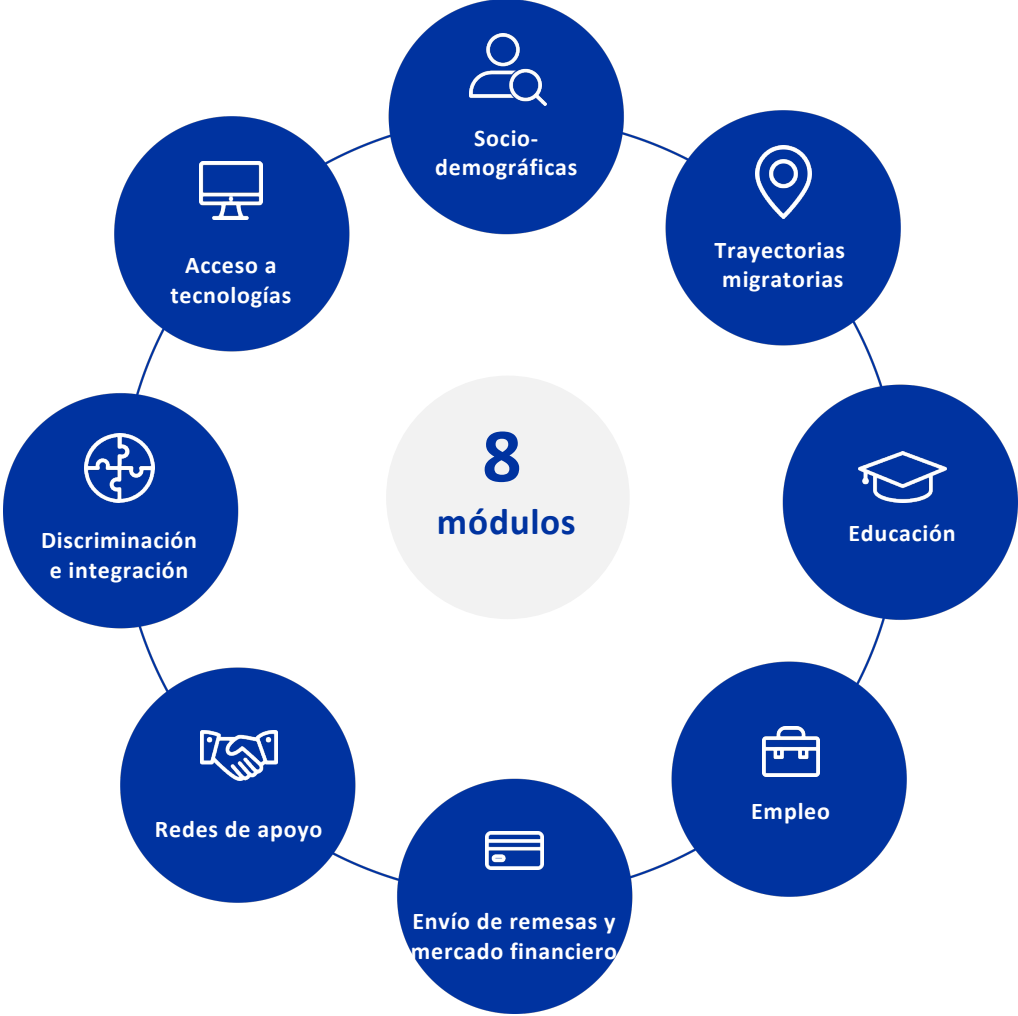 Socio-
demográficas
Trayectorias
migratorias
Educación
Empleo
Envío de remesas y
mercado financiero
Redes de apoyo
Discriminación
e integración
Acceso a
tecnologías
8
módulos